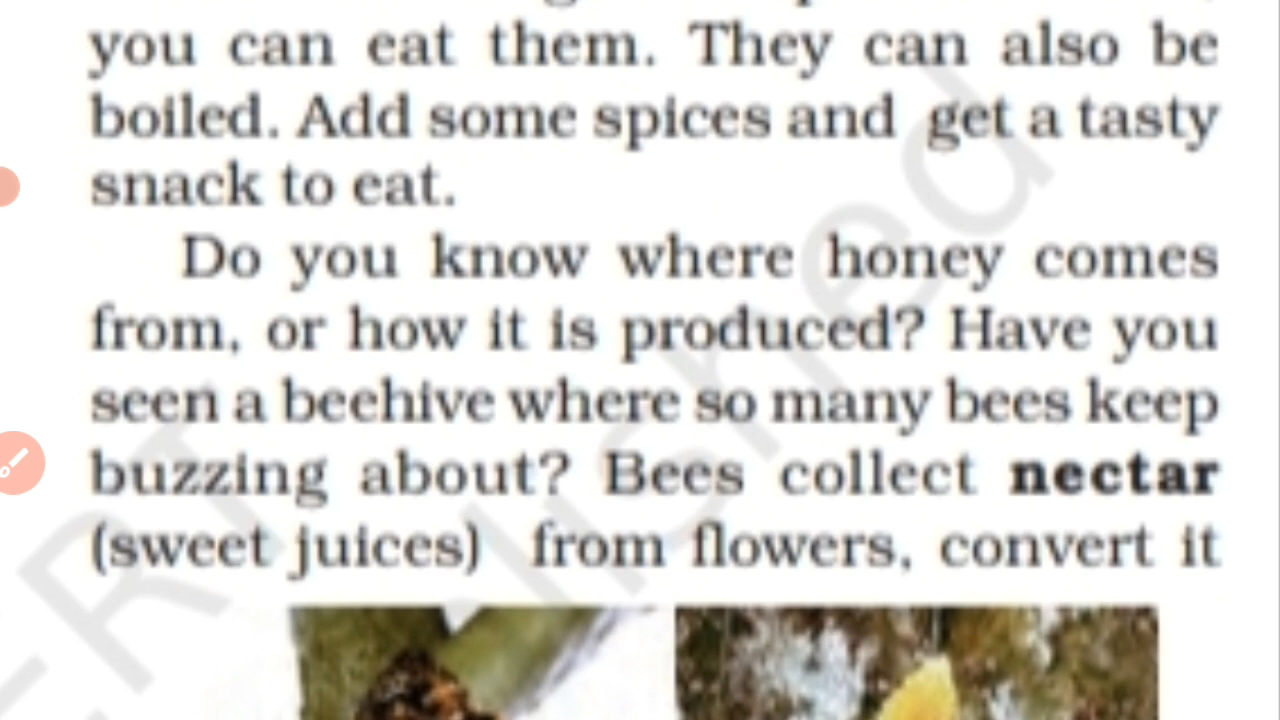 you can eat them. They can also be
boiled. Add some spices and get a tasty
snack to eat.
Do you know where honey comes
from, or how it is produced? Have you
seen a beehive where so many bees keep
buzzing about? Bees collect nectar
(sweet juices) from flowers, convert it